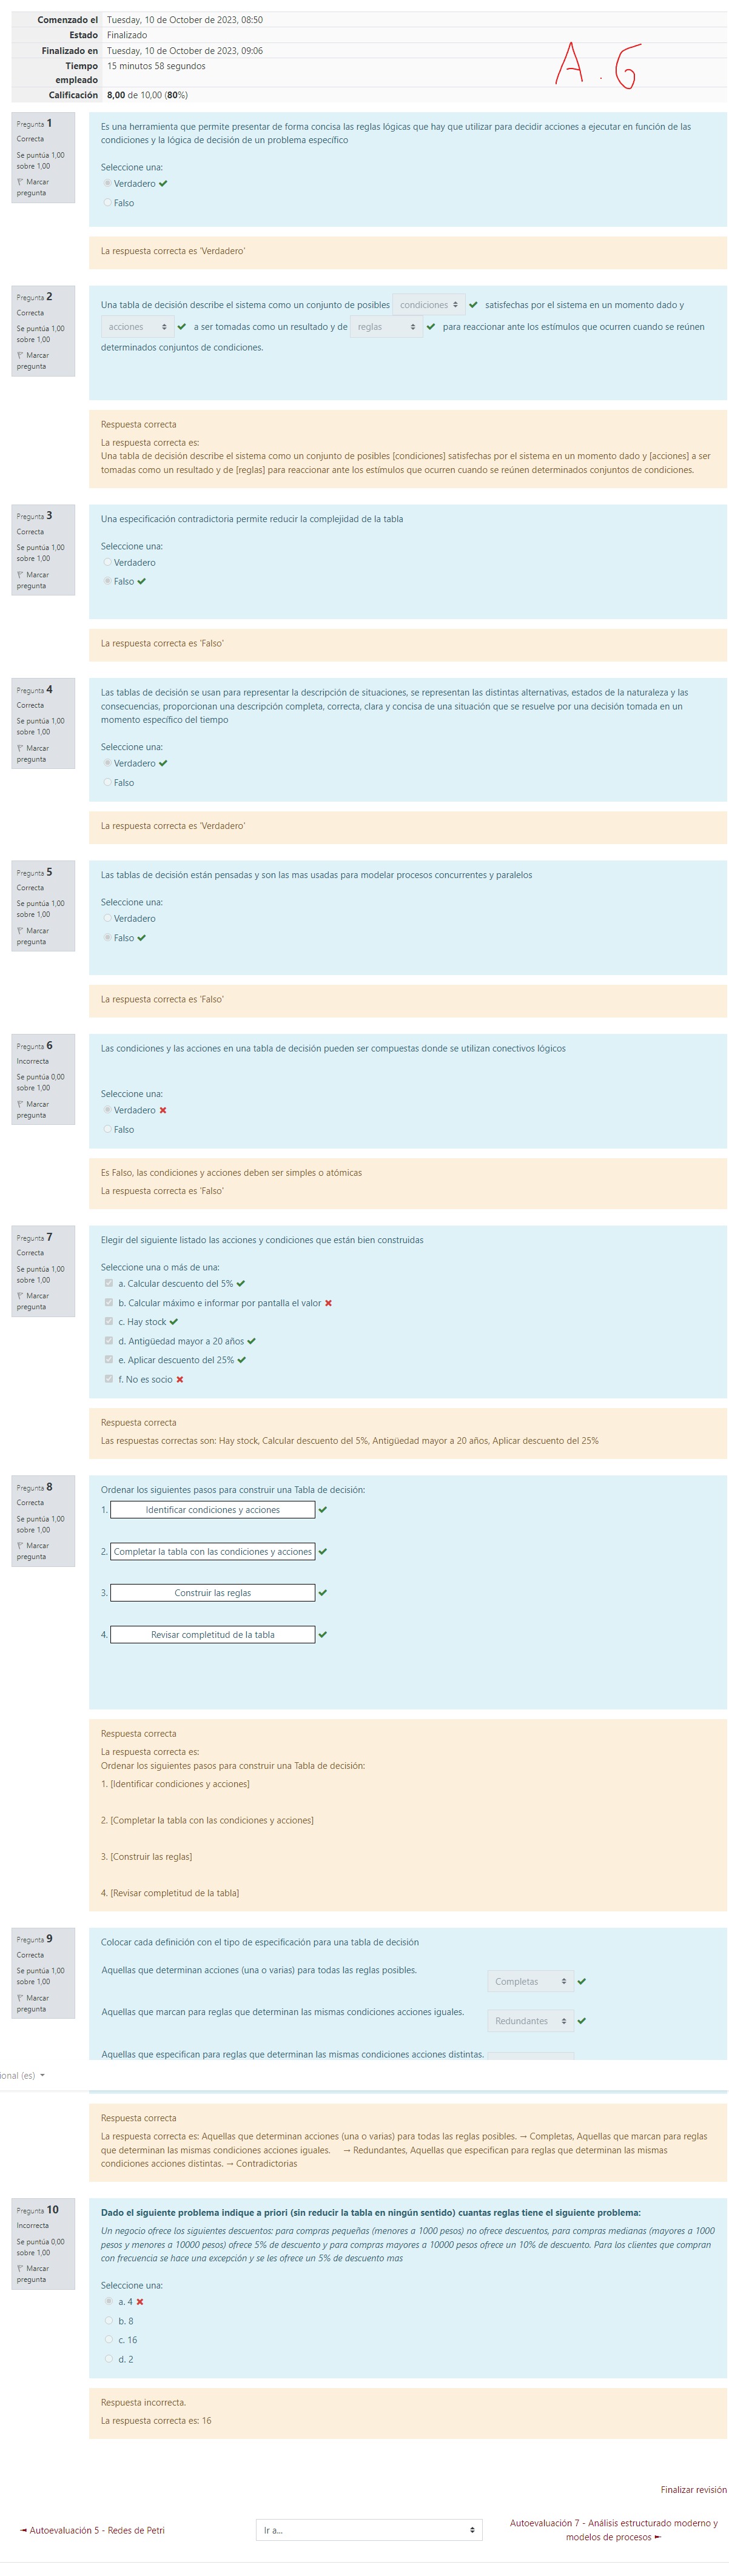 Comenzado el Tuesday, 10 de October de 2023, 08:50
Estado Finalizado
Finalizado en Tuesday, 10 de October de 2023, 09:06
Tiempo 15 minutos 58 segundos
empleado
Calificación 8,00 de 10,00 (80%)
A.6
Pregunta 1
Correcta
Se puntúa 1,00
sobre 1,00
Marcar
pregunta
Es una herramienta que permite presentar de forma concisa las reglas lógicas que hay que utilizar para decidir acciones a ejecutar en función de las
condiciones y la lógica de decisión de un problema específico
Seleccione una:
Verdadero
Falso
La respuesta correcta es 'Verdadero'
Pregunta 2
Correcta
Se puntúa 1,00
sobre 1,00
Marcar
pregunta
Una tabla de decisión describe el sistema como un conjunto de posibles condiciones satisfechas por el sistema en un momento dado y
acciones a ser tomadas como un resultado y de reglas para reaccionar ante los estímulos que ocurren cuando se reúnen
determinados conjuntos de condiciones.
Respuesta correcta
La respuesta correcta es:
Una tabla de decisión describe el sistema como un conjunto de posibles [condiciones] satisfechas por el sistema en un momento dado y [acciones] a ser
tomadas como un resultado y de [reglas] para reaccionar ante los estímulos que ocurren cuando se reúnen determinados conjuntos de condiciones.
Pregunta 3
Correcta
Se puntúa 1,00
sobre 1,00
Marcar
pregunta
Una especificación contradictoria permite reducir la complejidad de la tabla
Seleccione una:
Verdadero
Falso
La respuesta correcta es 'Falso'
Pregunta 4
Correcta
Se puntúa 1,00
sobre 1,00
Marcar
pregunta
Las tablas de decisión se usan para representar la descripción de situaciones, se representan las distintas alternativas, estados de la naturaleza y las
consecuencias, proporcionan una descripción completa, correcta, clara y concisa de una situación que se resuelve por una decisión tomada en un
momento específico del tiempo
Seleccione una:
Verdadero
Falso
La respuesta correcta es 'Verdadero'
Pregunta 5
Correcta
Se puntúa 1,00
sobre 1,00
Marcar
pregunta
Las tablas de decisión están pensadas y son las mas usadas para modelar procesos concurrentes y paralelos
Seleccione una:
Verdadero
Falso
La respuesta correcta es 'Falso'
Pregunta 6
Incorrecta
Se puntúa 0,00
sobre 1,00
Marcar
pregunta
Las condiciones y las acciones en una tabla de decisión pueden ser compuestas donde se utilizan conectivos lógicos
Seleccione una:
Verdadero
Falso
Es Falso, las condiciones y acciones deben ser simples o atómicas
La respuesta correcta es 'Falso'
Pregunta 7
Correcta
Se puntúa 1,00
sobre 1,00
Marcar
pregunta
Elegir del siguiente listado las acciones y condiciones que están bien construidas
Seleccione una o más de una:
a. Calcular descuento del 5%
b. Calcular máximo e informar por pantalla el valor
c. Hay stock
d. Antigüedad mayor a 20 años
e. Aplicar descuento del 25%
f. No es socio
Respuesta correcta
Las respuestas correctas son: Hay stock, Calcular descuento del 5%, Antigüedad mayor a 20 años, Aplicar descuento del 25%
Pregunta 8
Correcta
Se puntúa 1,00
sobre 1,00
Marcar
pregunta
Ordenar los siguientes pasos para construir una Tabla de decisión:
1. Identificar condiciones y acciones
2. Completar la tabla con las condiciones y acciones
3. Construir las reglas
4. Revisar completitud de la tabla
Respuesta correcta
La respuesta correcta es:
Ordenar los siguientes pasos para construir una Tabla de decisión:
1. [Identificar condiciones y acciones]
2. [Completar la tabla con las condiciones y acciones]
3. [Construir las reglas]
4. [Revisar completitud de la tabla]
Pregunta 9
Correcta
Se puntúa 1,00
sobre 1,00
Marcar
pregunta
Colocar cada definición con el tipo de especificación para una tabla de decisión
Aquellas que determinan acciones (una o varias) para todas las reglas posibles. Completas
Aquellas que marcan para reglas que determinan las mismas condiciones acciones iguales. Redundantes
Aquellas que especifican para reglas que determinan las mismas condiciones acciones distintas.
ional (es)
Respuesta correcta
La respuesta correcta es: Aquellas que determinan acciones (una o varias) para todas las reglas posibles. → Completas, Aquellas que marcan para reglas
que determinan las mismas condiciones acciones iguales. → Redundantes, Aquellas que especifican para reglas que determinan las mismas
condiciones acciones distintas. → Contradictorias
Pregunta 10
Incorrecta
Se puntúa 0,00
sobre 1,00
Marcar
pregunta
Dado el siguiente problema indique a priori (sin reducir la tabla en ningún sentido) cuantas reglas tiene el siguiente problema:
Un negocio ofrece los siguientes descuentos: para compras pequeñas (menores a 1000 pesos) no ofrece descuentos, para compras medianas (mayores a 1000
pesos y menores a 10000 pesos) ofrece 5% de descuento y para compras mayores a 10000 pesos ofrece un 10% de descuento. Para los clientes que compran
con frecuencia se hace una excepción y se les ofrece un 5% de descuento mas
Seleccione una:
a. 4
b. 8
c. 16
d. 2
Respuesta incorrecta.
La respuesta correcta es: 16
Finalizar revisión
◄ Autoevaluación 5 - Redes de Petri
Ir a...
Autoevaluación 7 - Análisis estructurado moderno y
modelos de procesos ►